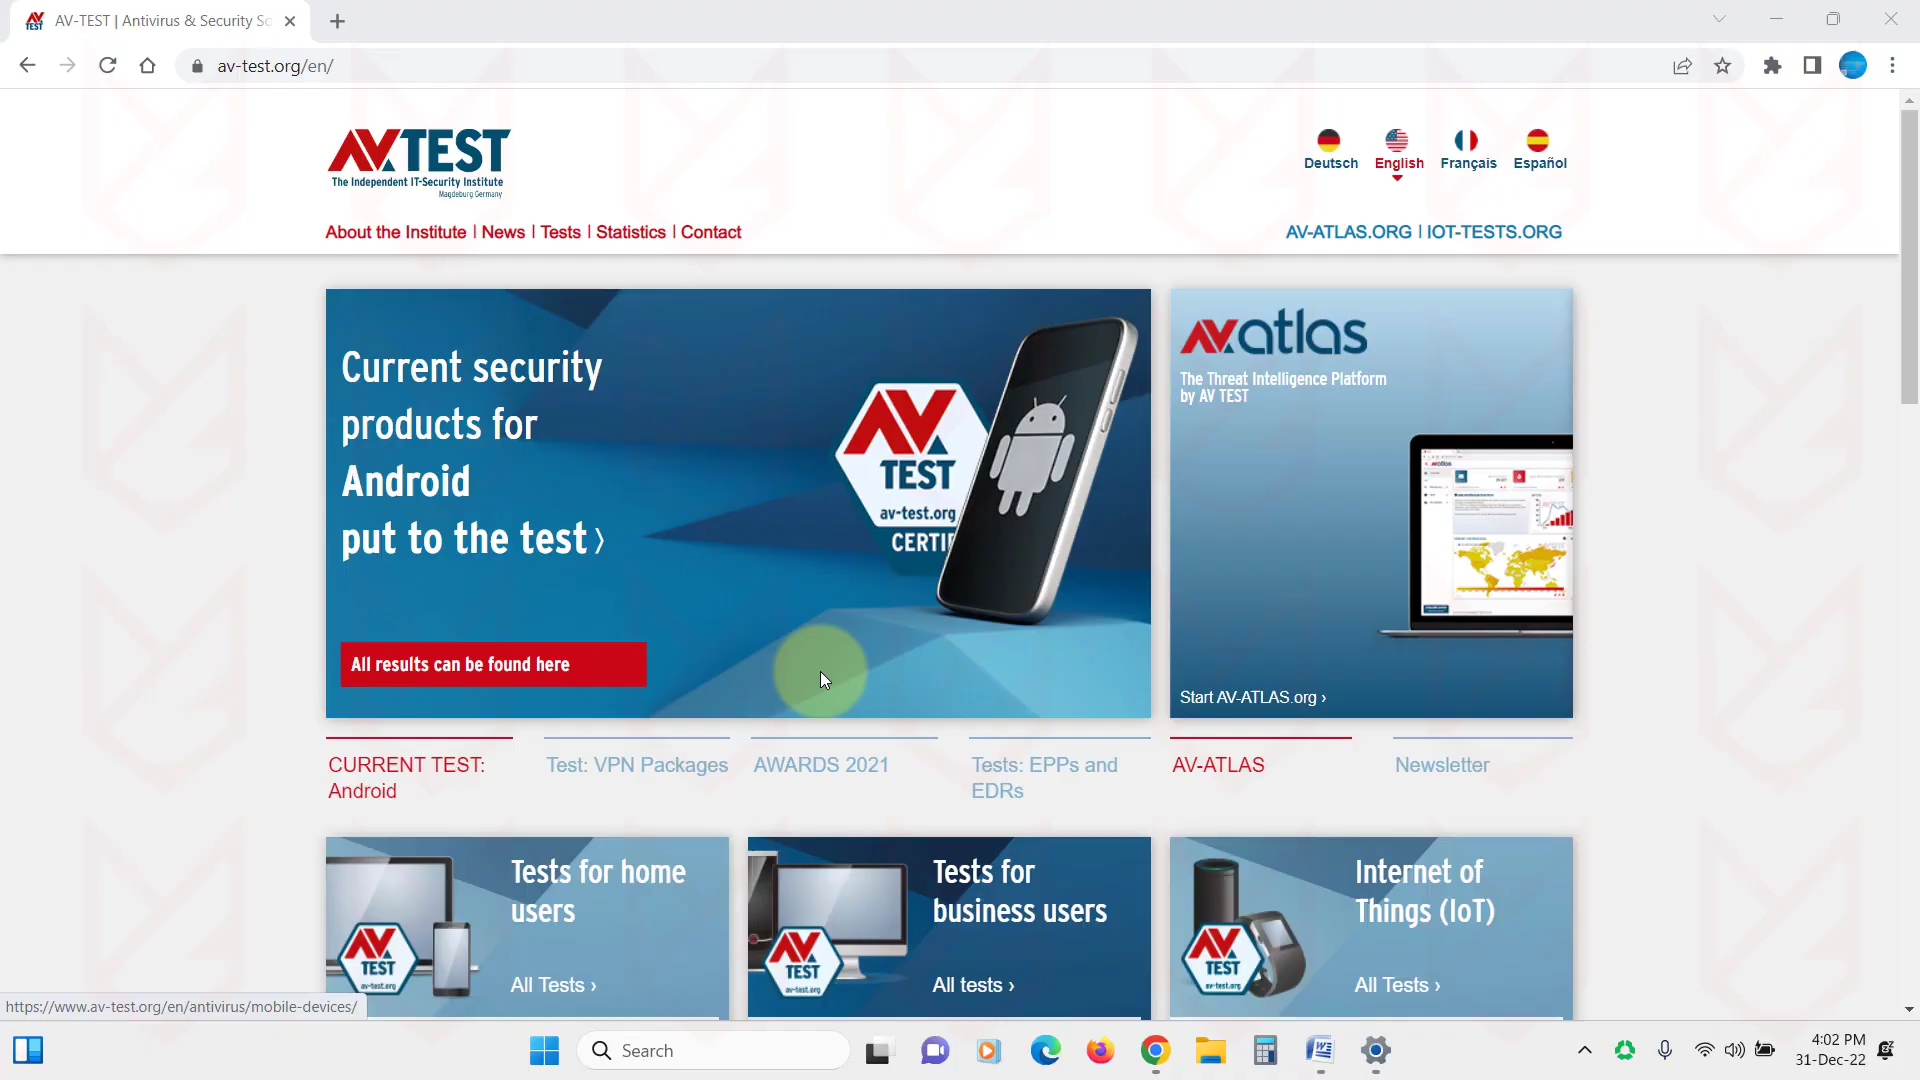 AV-TEST | Antivirus & Security So
av-test.org/en/
AVTEST
The Independent IT-Security Institute
Magdeburg Germany
Deutsch
English
Français
Español
About the Institute | News | Tests | Statistics | Contact
AV-ATLAS.ORG | IOT-TESTS.ORG
Current security
products for
Android
put to the test ›
AV
TEST
av-test.org
CERTIF
All results can be found here
AVatlas
The Threat Intelligence Platform
by AV TEST
Start AV-ATLAS.org ›
CURRENT TEST:
Android
Test: VPN Packages
AWARDS 2021
Tests: EPPs and
EDRs
AV-ATLAS
Newsletter
Tests for home
users
All Tests ›
AV
TEST
av-test.org
Tests for
business users
All tests ›
AV
TEST
av-test.org
Internet of
Things (IoT)
All Tests ›
AV
TEST
av-test.org
https://www.av-test.org/en/antivirus/mobile-devices/
Search
4:02 PM
31-Dec-22